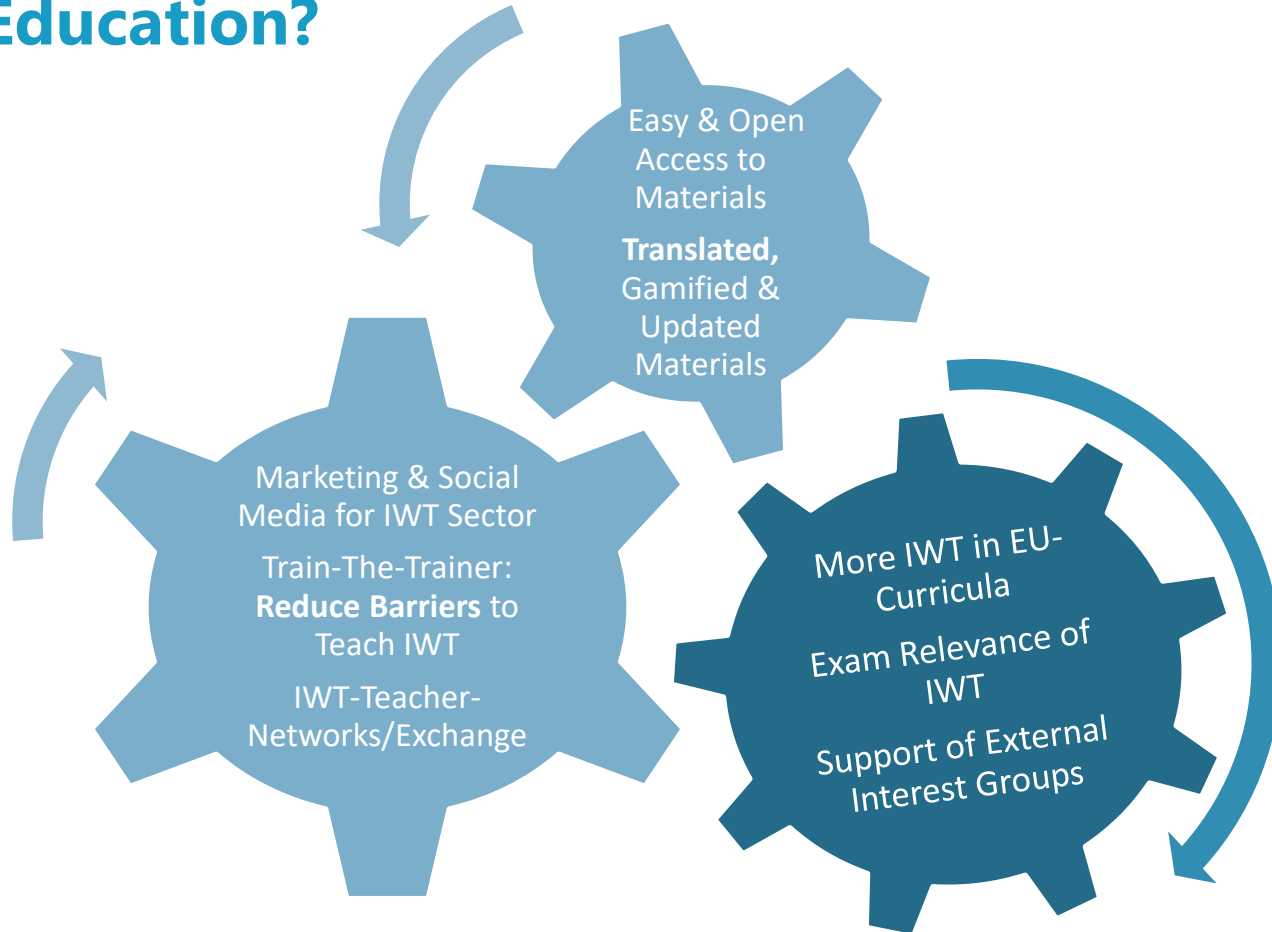 Education?
Easy & Open
Access to
Materials
Translated,
Gamified &
Updated
Materials
Marketing & Social
Media for IWT Sector
Train-The-Trainer:
Reduce Barriers to
Teach IWT
IWT-Teacher-
Networks/Exchange
More IWT in EU-
Curricula
Exam Relevance of
IWT
Support of External
Interest Groups